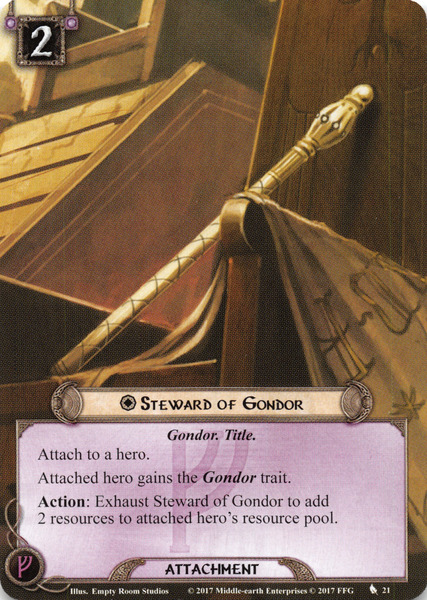 2
Steward of Gondor
Gondor. Title.
Attach to a hero.
Attached hero gains the Gondor trait.
Action: Exhaust Steward of Gondor to add
2 resources to attached hero's resource pool.
ATTACHMENT
Illus. Empty Room Studios © 2017 Middle-earth Enterprises © 2017 FFG 21